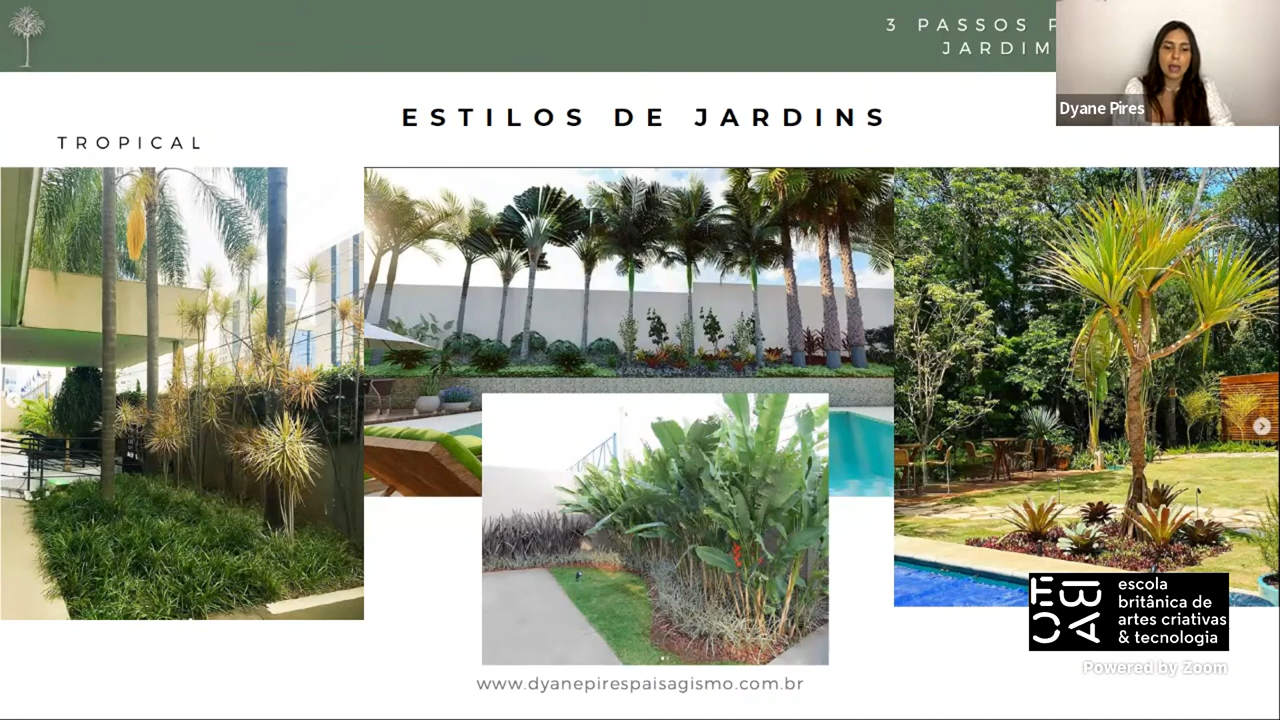 3 PASSOS
JARDIM
Dyane Pires
ESTILOS DE JARDINS
TROPICAL
escola
britânica de
artes criativas
& tecnologia
Powered by Zoom
www.dyanepirespaisagismo.com.br